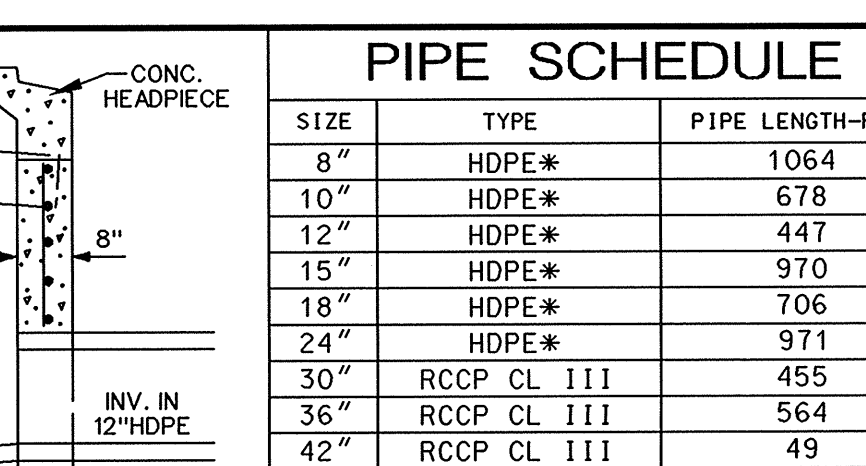 CONC.
HEADPIECE
8"
INV. IN
12"HDPE
PIPE SCHEDULE
SIZE TYPE PIPE LENGTH-
8" HDPE* 1064
10" HDPE* 678
12" HDPE* 447
15" HDPE* 970
18" HDPE* 706
24" HDPE* 971
30" RCCP CL III 455
36" RCCP CL III 564
42" RCCP CL III 49